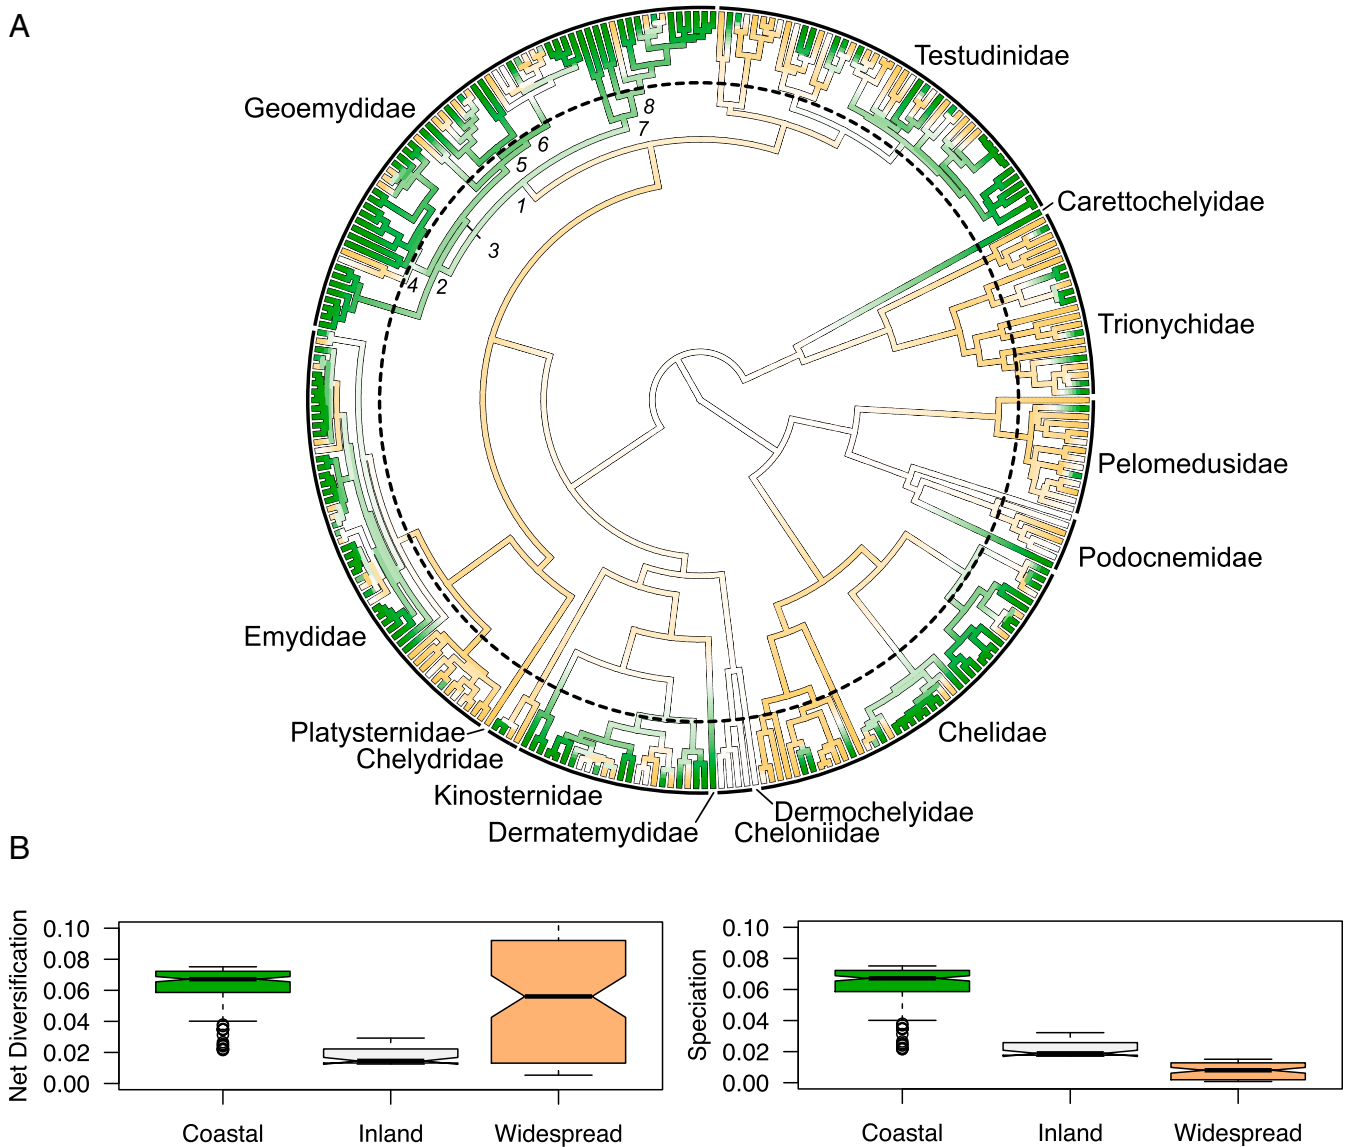 A
Testudinidae
Geoemydidae
8
7
6
5
1
3
4
2
Carettochelyidae
Trionychidae
Pelomedusidae
Podocnemidae
Emydidae
Platysternidae
Chelydridae
Kinosternidae
Dermatemydidae
Cheloniidae
Dermochelyidae
Chelidae
B
Net Diversification
0.10
0.08
0.06
0.04
0.02
0.00
Coastal
Inland
Widespread
Speciation
0.10
0.08
0.06
0.04
0.02
0.00
Coastal
Inland
Widespread